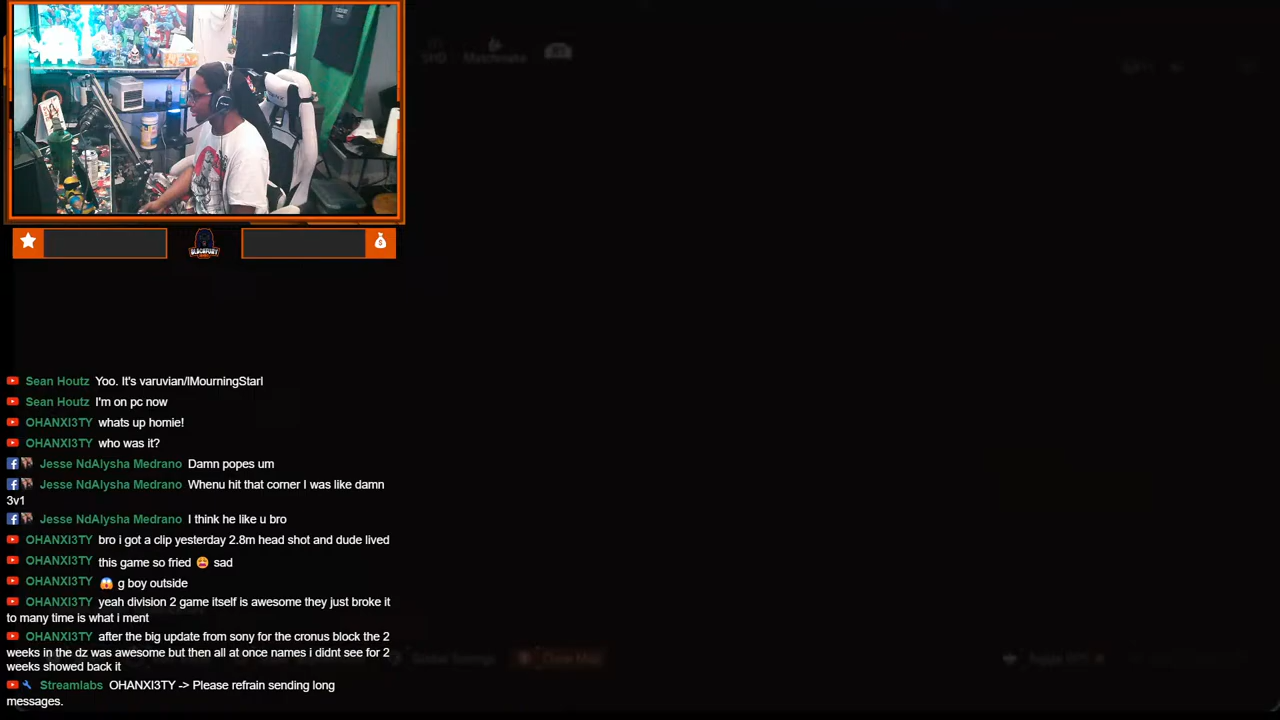 SHD Matchmake
Sean Houtz Yoo. It's varuvian/lMourningStarl
Sean Houtz I'm on pc now
OHANXI3TY whats up homie!
OHANXI3TY who was it?
Jesse NdAlysha Medrano Damn popes um
Jesse NdAlysha Medrano Whenu hit that corner I was like damn
3v1
Jesse NdAlysha Medrano I think he like u bro
OHANXI3TY bro i got a clip yesterday 2.8m head shot and dude lived
OHANXI3TY this game so fried 😩 sad
OHANXI3TY 😱 g boy outside
OHANXI3TY yeah division 2 game itself is awesome they just broke it
to many time is what i ment
OHANXI3TY after the big update from sony for the cronus block the 2
weeks in the dz was awesome but then all at once names i didnt see for 2
weeks showed back it
Streamlabs OHANXI3TY -> Please refrain sending long
messages.